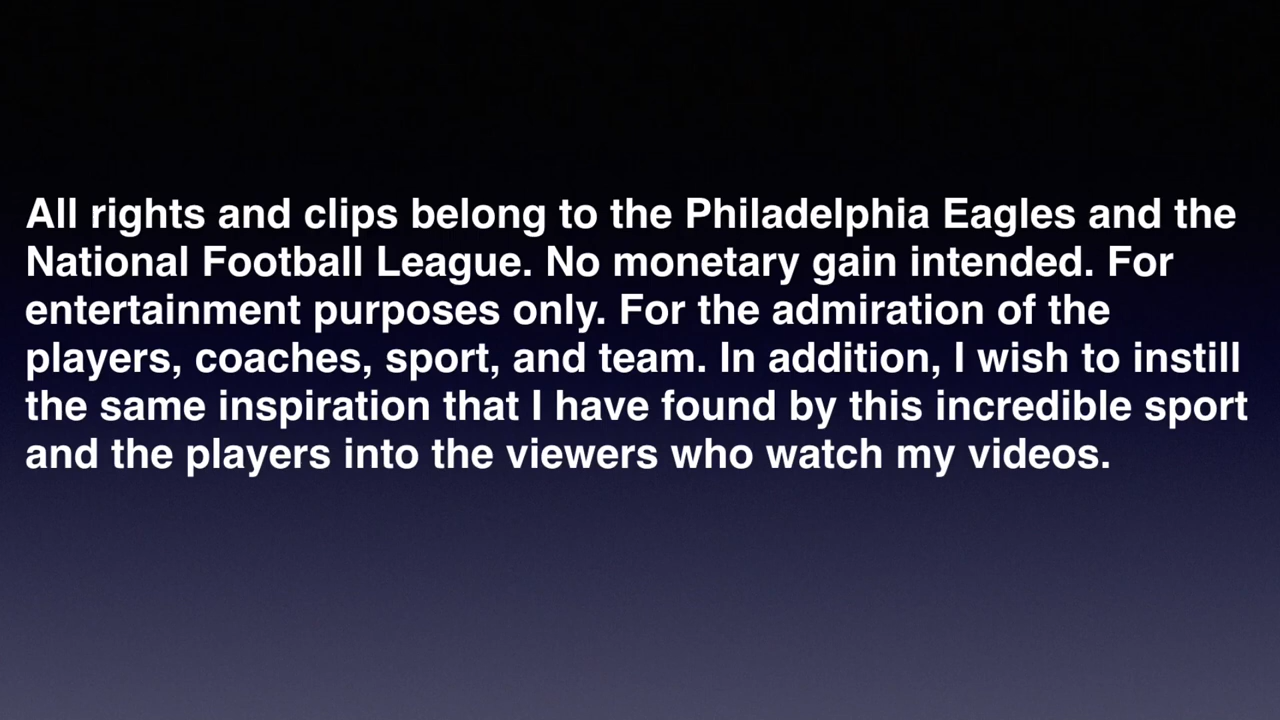 All rights and clips belong to the Philadelphia Eagles and the
National Football League. No monetary gain intended. For
entertainment purposes only. For the admiration of the
players, coaches, sport, and team. In addition, I wish to instill
the same inspiration that I have found by this incredible sport
and the players into the viewers who watch my videos.